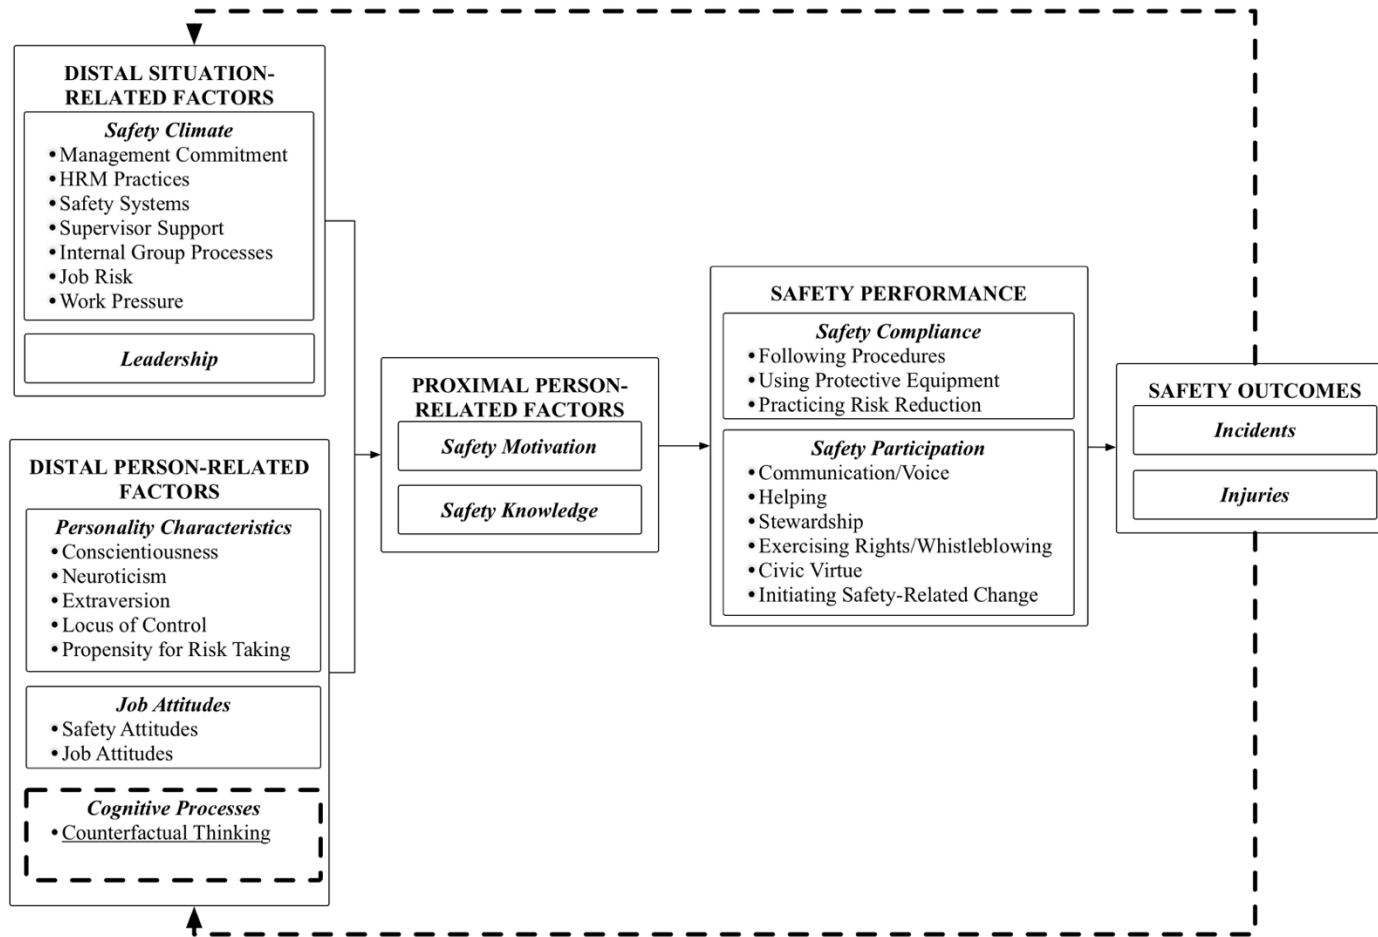 DISTAL SITUATION-
RELATED FACTORS
Safety Climate
• Management Commitment
• HRM Practices
• Safety Systems
• Supervisor Support
• Internal Group Processes
• Job Risk
• Work Pressure
Leadership
DISTAL PERSON-RELATED
FACTORS
Personality Characteristics
• Conscientiousness
• Neuroticism
• Extraversion
• Locus of Control
• Propensity for Risk Taking
Job Attitudes
• Safety Attitudes
• Job Attitudes
Cognitive Processes
• Counterfactual Thinking
PROXIMAL PERSON-
RELATED FACTORS
Safety Motivation
Safety Knowledge
SAFETY PERFORMANCE
Safety Compliance
• Following Procedures
• Using Protective Equipment
• Practicing Risk Reduction
Safety Participation
• Communication/Voice
• Helping
• Stewardship
• Exercising Rights/Whistleblowing
• Civic Virtue
• Initiating Safety-Related Change
SAFETY OUTCOMES
Incidents
Injuries